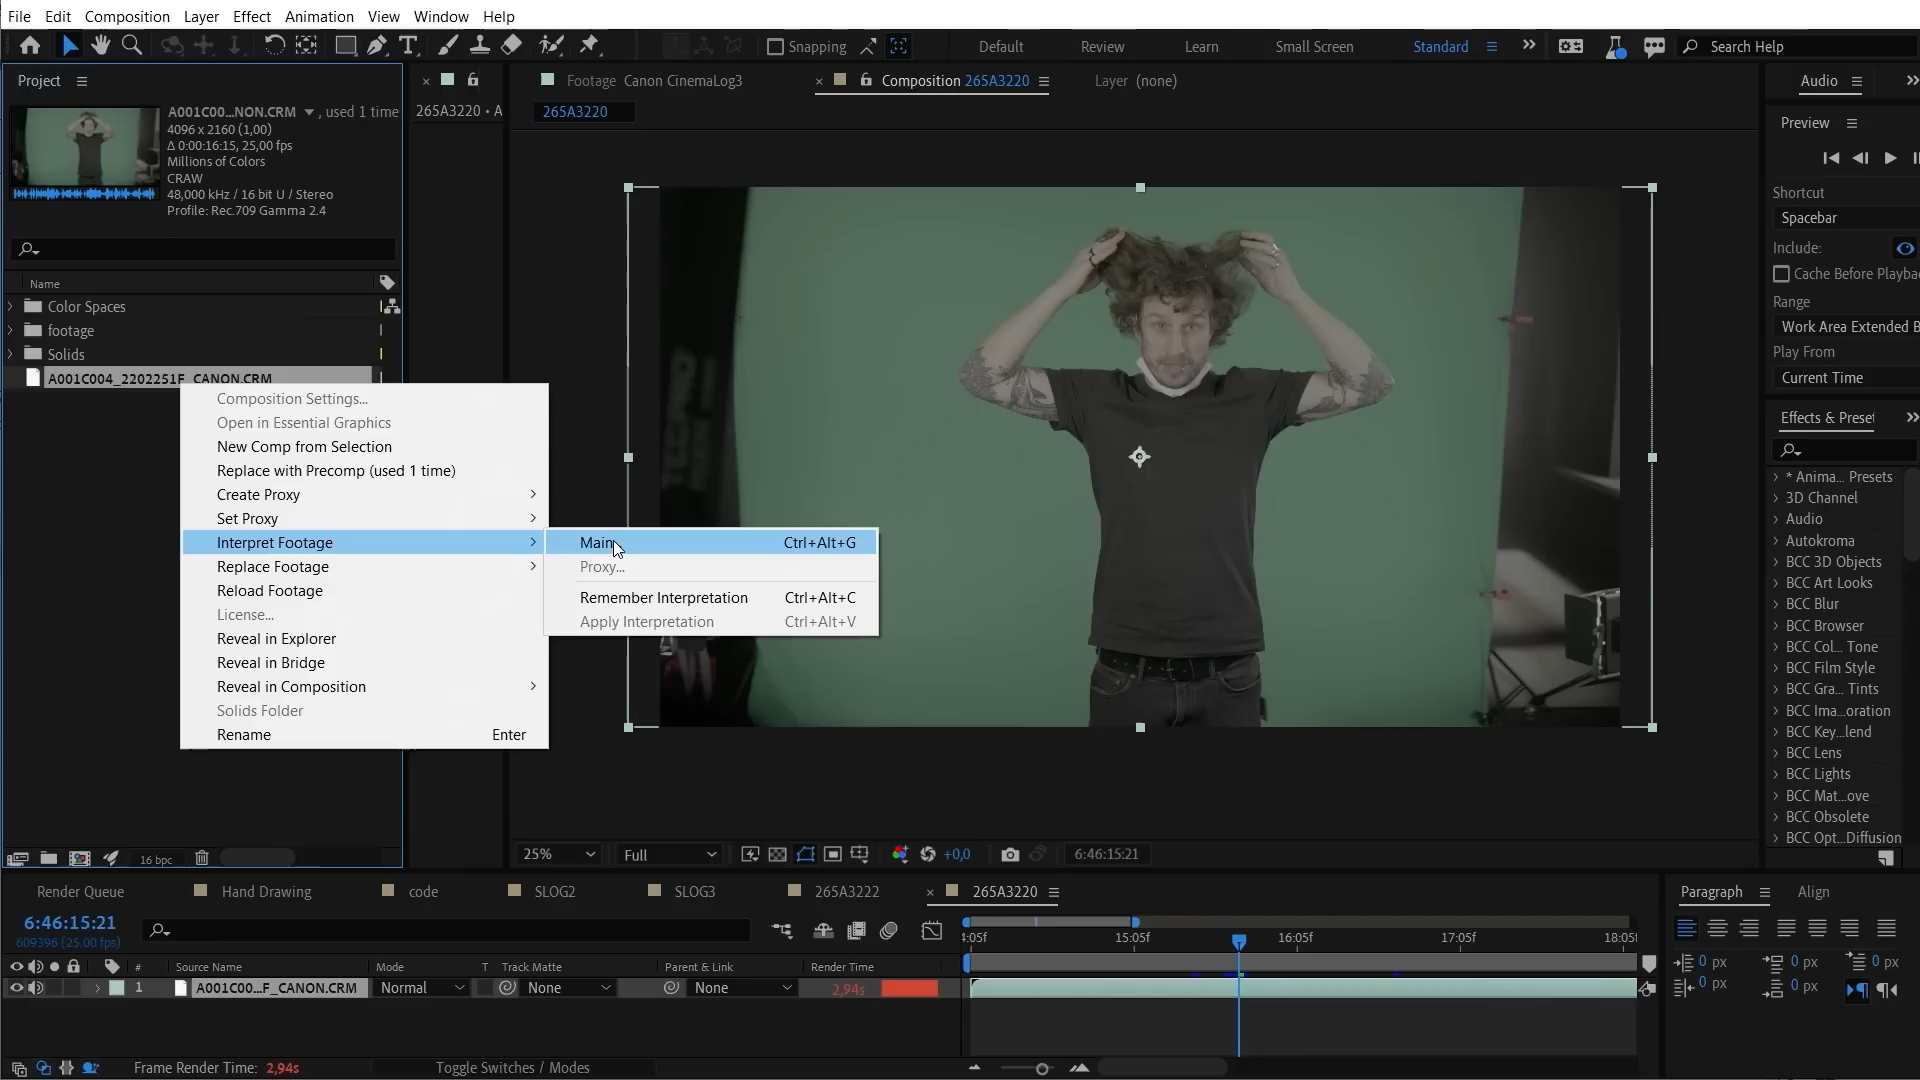 File Edit Composition Layer Effect Animation View Window Help
Snapping Default Review Learn Small Screen Standard Search Help
Project
A001C00...NON.CRM , used 1 time
4096 x 2160 (1,00)
Δ 0:00:16:15, 25,00 fps
Millions of Colors
CRAW
48,000 kHz / 16 bit U / Stereo
Profile: Rec.709 Gamma 2.4
Name
Color Spaces
footage
Solids
A001C004_2202251F_CANON.CRM
Composition Settings...
Open in Essential Graphics
New Comp from Selection
Replace with Precomp (used 1 time)
Create Proxy
Set Proxy
Interpret Footage
Replace Footage
Reload Footage
License...
Reveal in Explorer
Reveal in Bridge
Reveal in Composition
Solids Folder
Rename Enter
Main Ctrl+Alt+G
Proxy...
Remember Interpretation Ctrl+Alt+C
Apply Interpretation Ctrl+Alt+V
16 bpc
265A3220 • A
Footage Canon CinemaLog3
Composition 265A3220
Layer (none)
265A3220
25% Full +0,0 6:46:15:21
Audio
Preview
Shortcut
Spacebar
Include:
Cache Before Playba
Range
Work Area Extended B
Play From
Current Time
Effects & Preset
* Anima... Presets
3D Channel
Audio
Autokroma
BCC 3D Objects
BCC Art Looks
BCC Blur
BCC Browser
BCC Col... Tone
BCC Film Style
BCC Gra... Tints
BCC Ima...oration
BCC Key...lend
BCC Lens
BCC Lights
BCC Mat...ove
BCC Obsolete
BCC Opt...Diffusion
Render Queue Hand Drawing code SLOG2 SLOG3 265A3222 265A3220
6:46:15:21
609396 (25.00 fps)
4:05f 15:05f 16:05f 17:05f 18:05f
# Source Name Mode T Track Matte Parent & Link Render Time
1 A001C00...F_CANON.CRM Normal None None 2,94s
Frame Render Time: 2,94s Toggle Switches / Modes
Paragraph Align
0 px 0 px 0 px
0 px 0 px